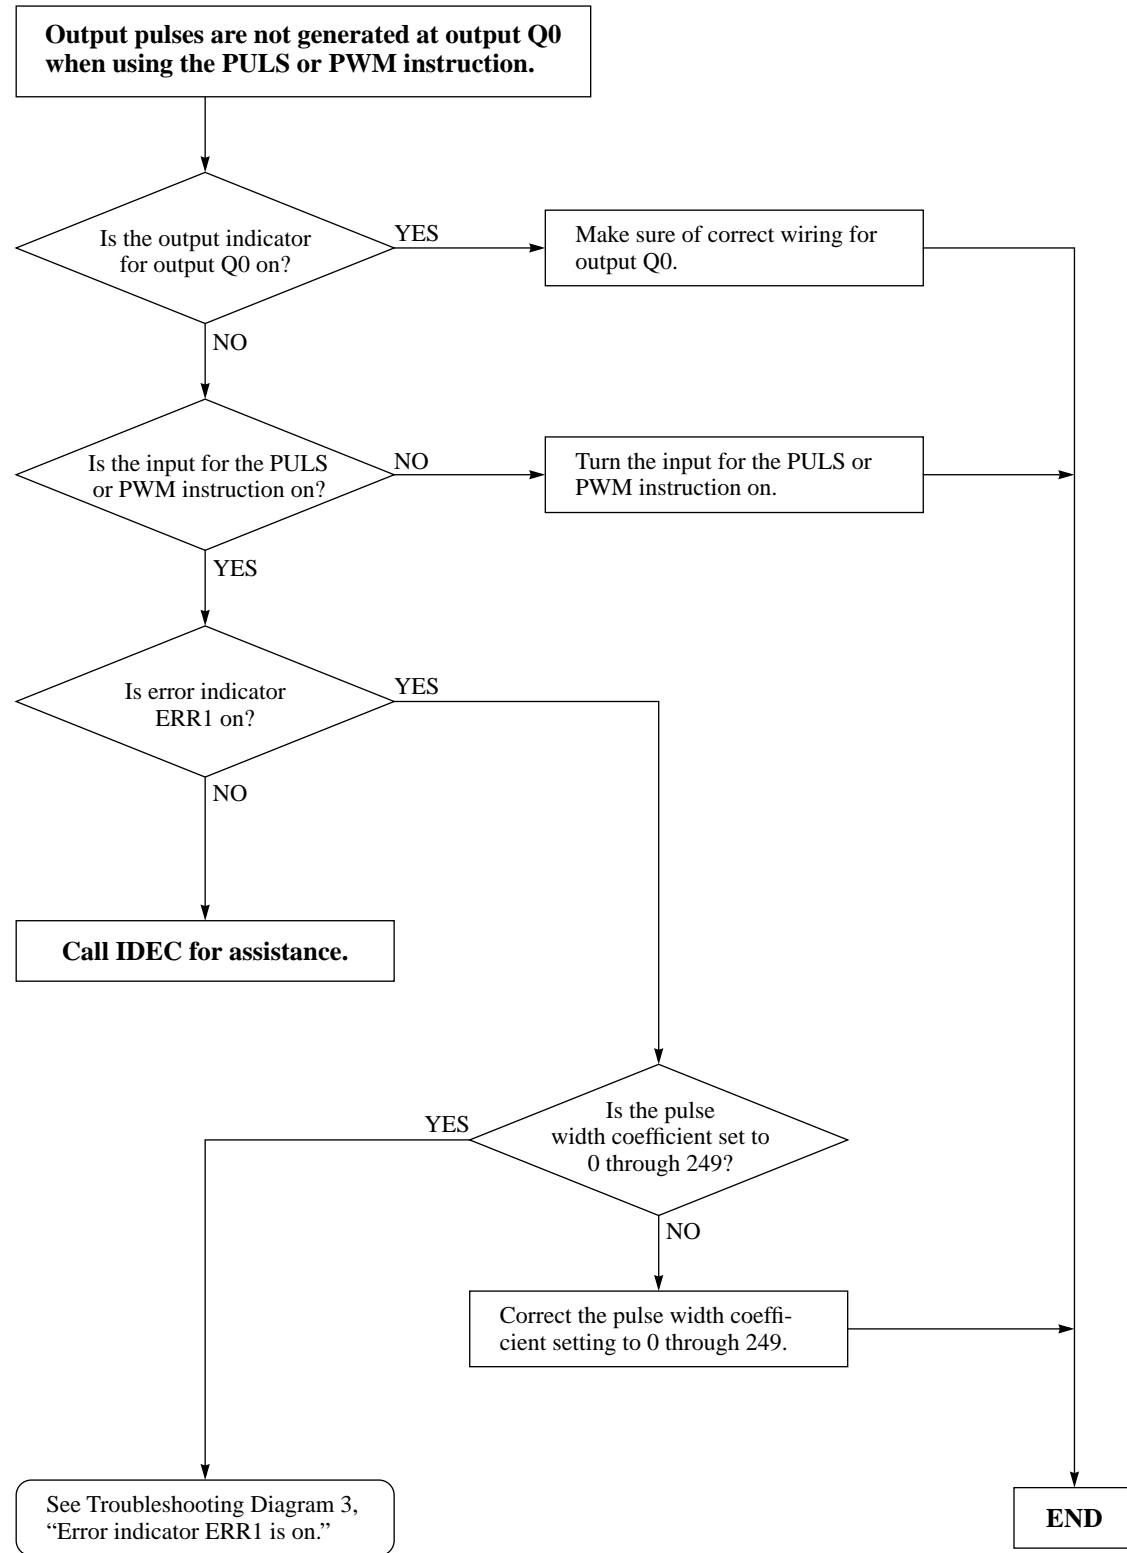 Output pulses are not generated at output Q0
when using the PULS or PWM instruction.
Is the output indicator
for output Q0 on?
YES
Make sure of correct wiring for
output Q0.
NO
Is the input for the PULS
or PWM instruction on?
NO
Turn the input for the PULS or
PWM instruction on.
YES
Is error indicator
ERR1 on?
YES
NO
Call IDEC for assistance.
Is the pulse
width coefficient set to
0 through 249?
YES
NO
Correct the pulse width coeffi-
cient setting to 0 through 249.
See Troubleshooting Diagram 3,
“Error indicator ERR1 is on.”
END